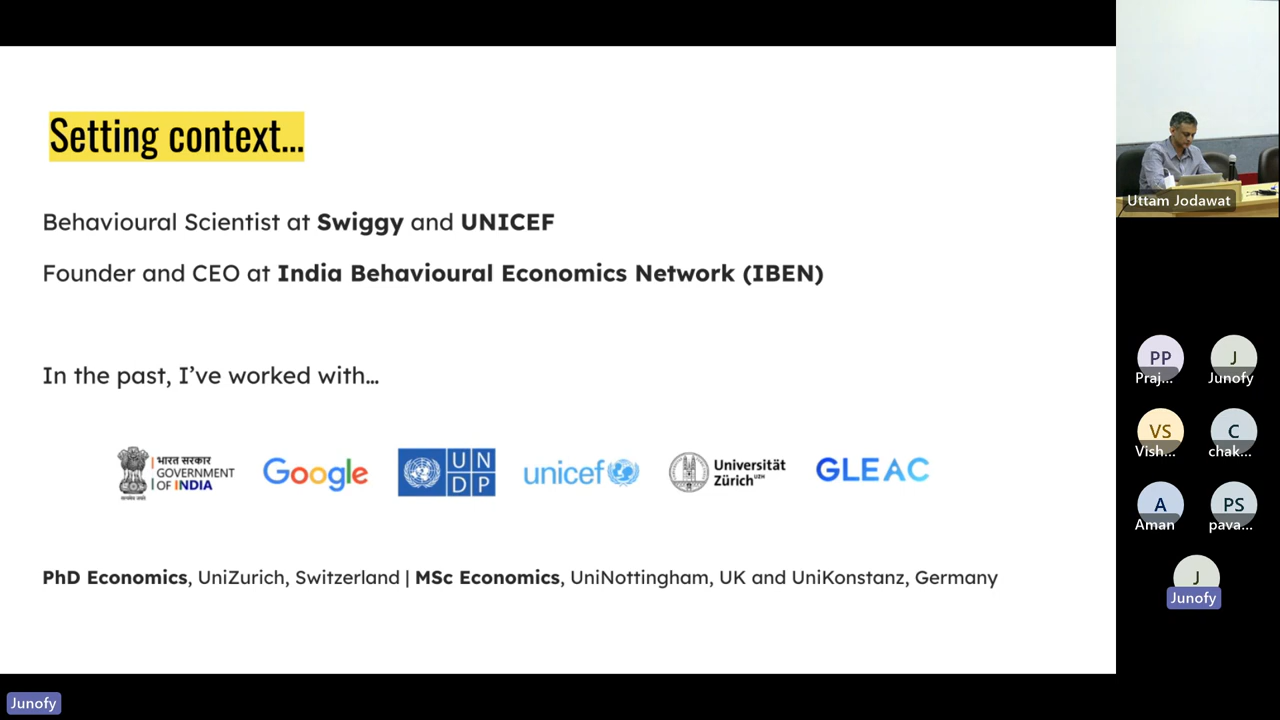 Setting context...
Behavioural Scientist at Swiggy and UNICEF
Founder and CEO at India Behavioural Economics Network (IBEN)
In the past, I've worked with...
भारत सरकार
GOVERNMENT
OF INDIA
Google
UN
DP
unicef
Universität
Zürich UZH
GLEAC
PhD Economics, UniZurich, Switzerland | MSc Economics, UniNottingham, UK and UniKonstanz, Germany
Uttam Jodawat
PP
Praj...
J
Junofy
VS
Vish...
C
chak...
A
Aman
PS
pava...
J
Junofy
Junofy